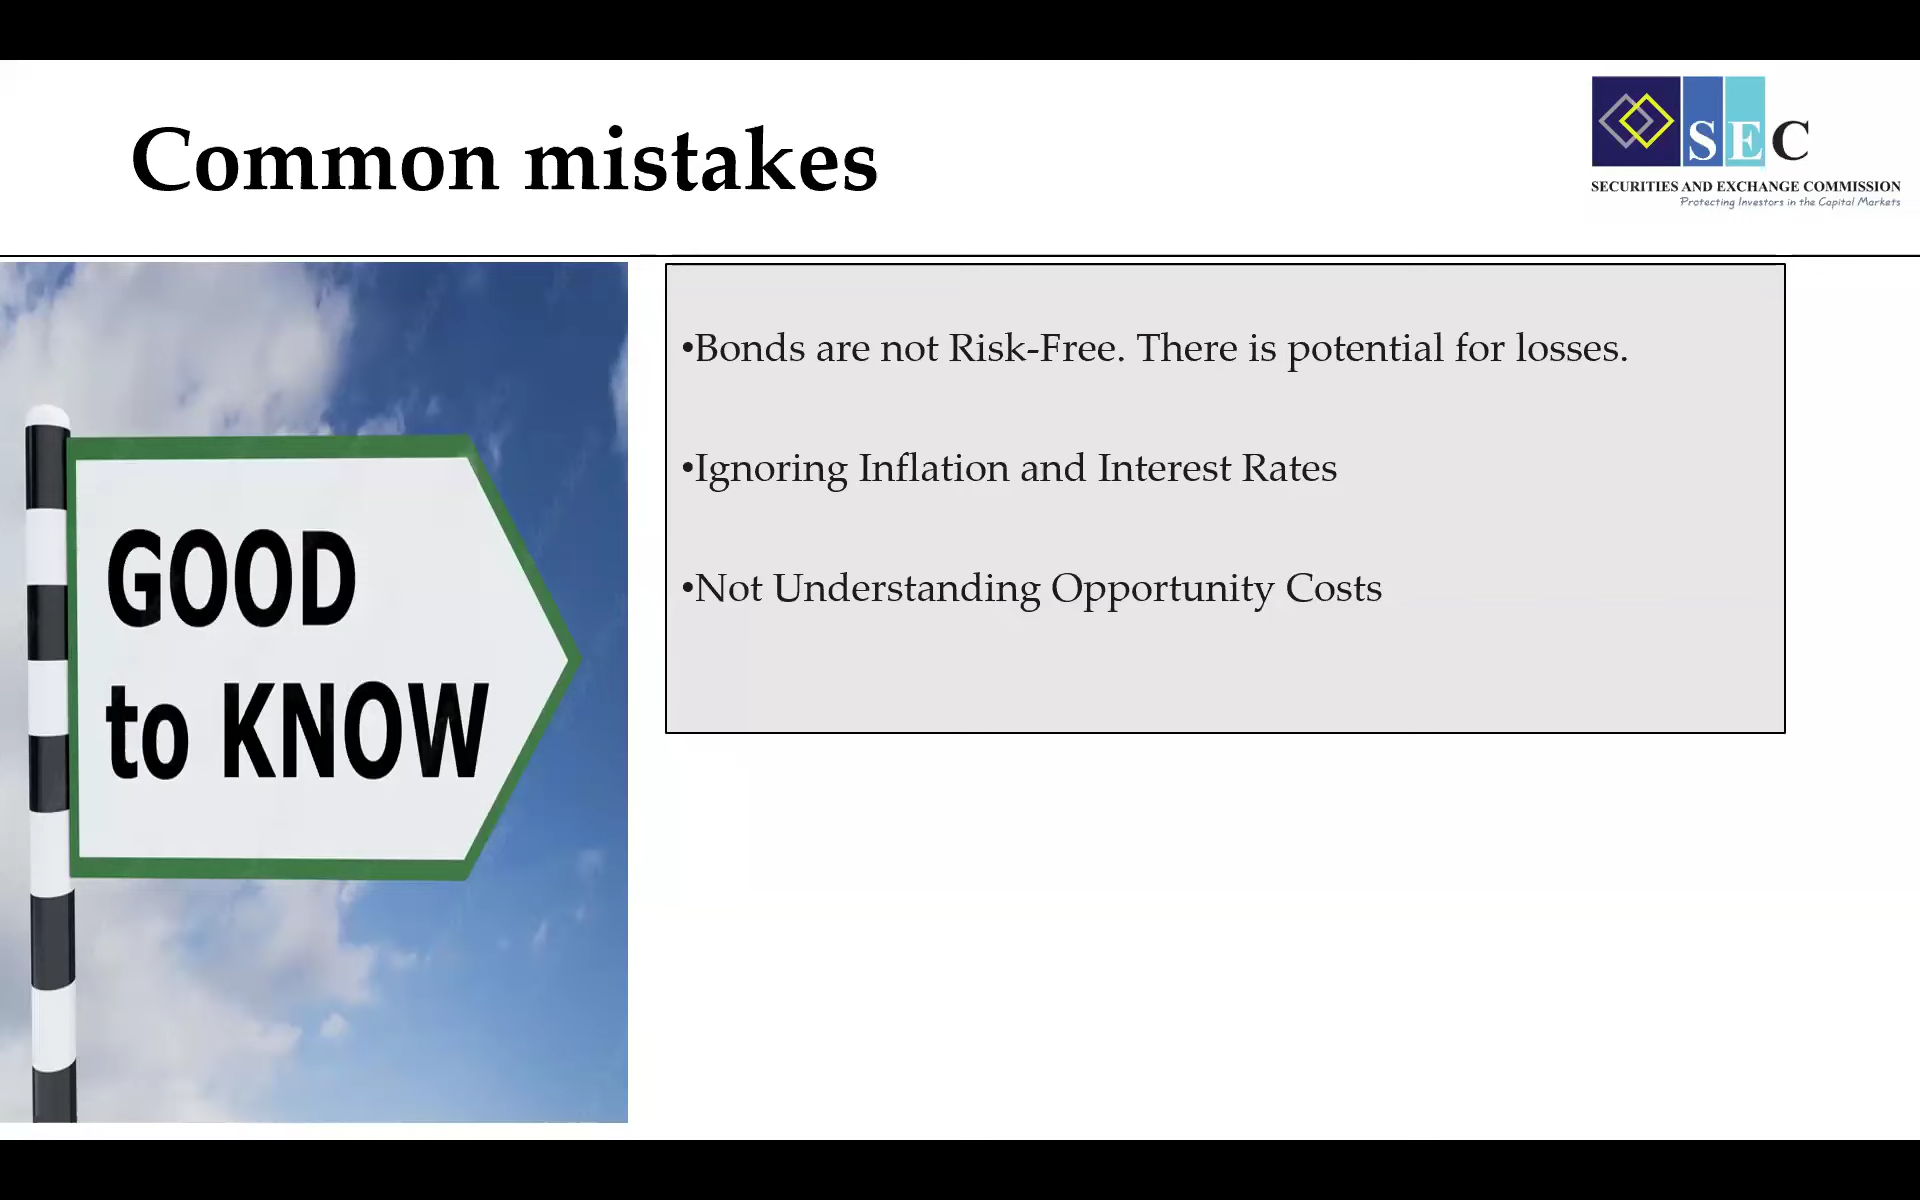 Common mistakes
SEC
SECURITIES AND EXCHANGE COMMISSION
Protecting Investors in the Capital Markets
•Bonds are not Risk-Free. There is potential for losses.
•Ignoring Inflation and Interest Rates
•Not Understanding Opportunity Costs
GOOD
to KNOW